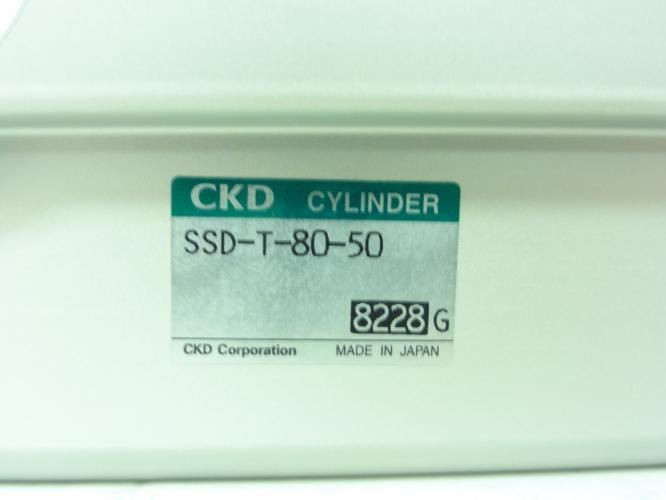 CKD CYLINDER
SSD-T-80-50
8228 G
CKD Corporation MADE IN JAPAN